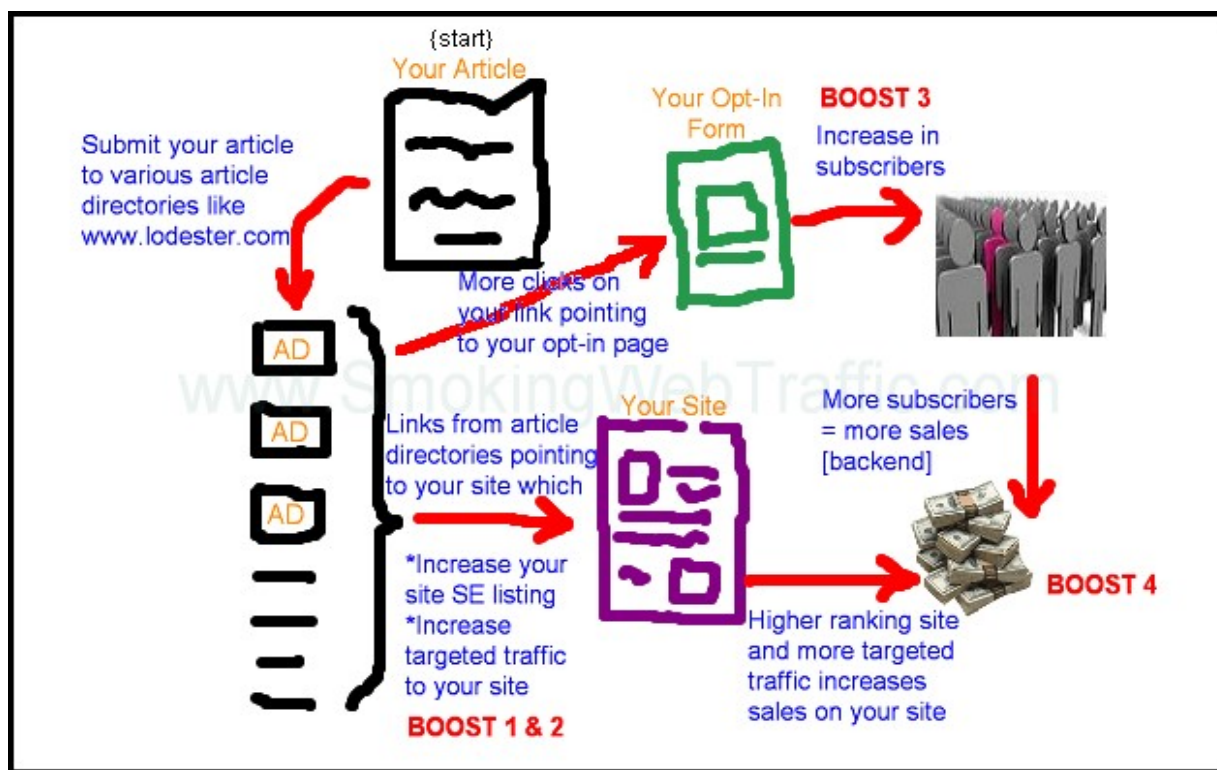 {start}
Your Article
Submit your article
to various article
directories like
www.lodester.com
Your Opt-In
Form
BOOST 3
Increase in
subscribers
More clicks on
your link pointing
to your opt-in page
AD
AD
AD
www.SmokingWebTraffic.com
Links from article
directories pointing
to your site which
*Increase your
site SE listing
*Increase
targeted traffic
to your site
BOOST 1 & 2
Your Site
More subscribers
= more sales
[backend]
BOOST 4
Higher ranking site
and more targeted
traffic increases
sales on your site